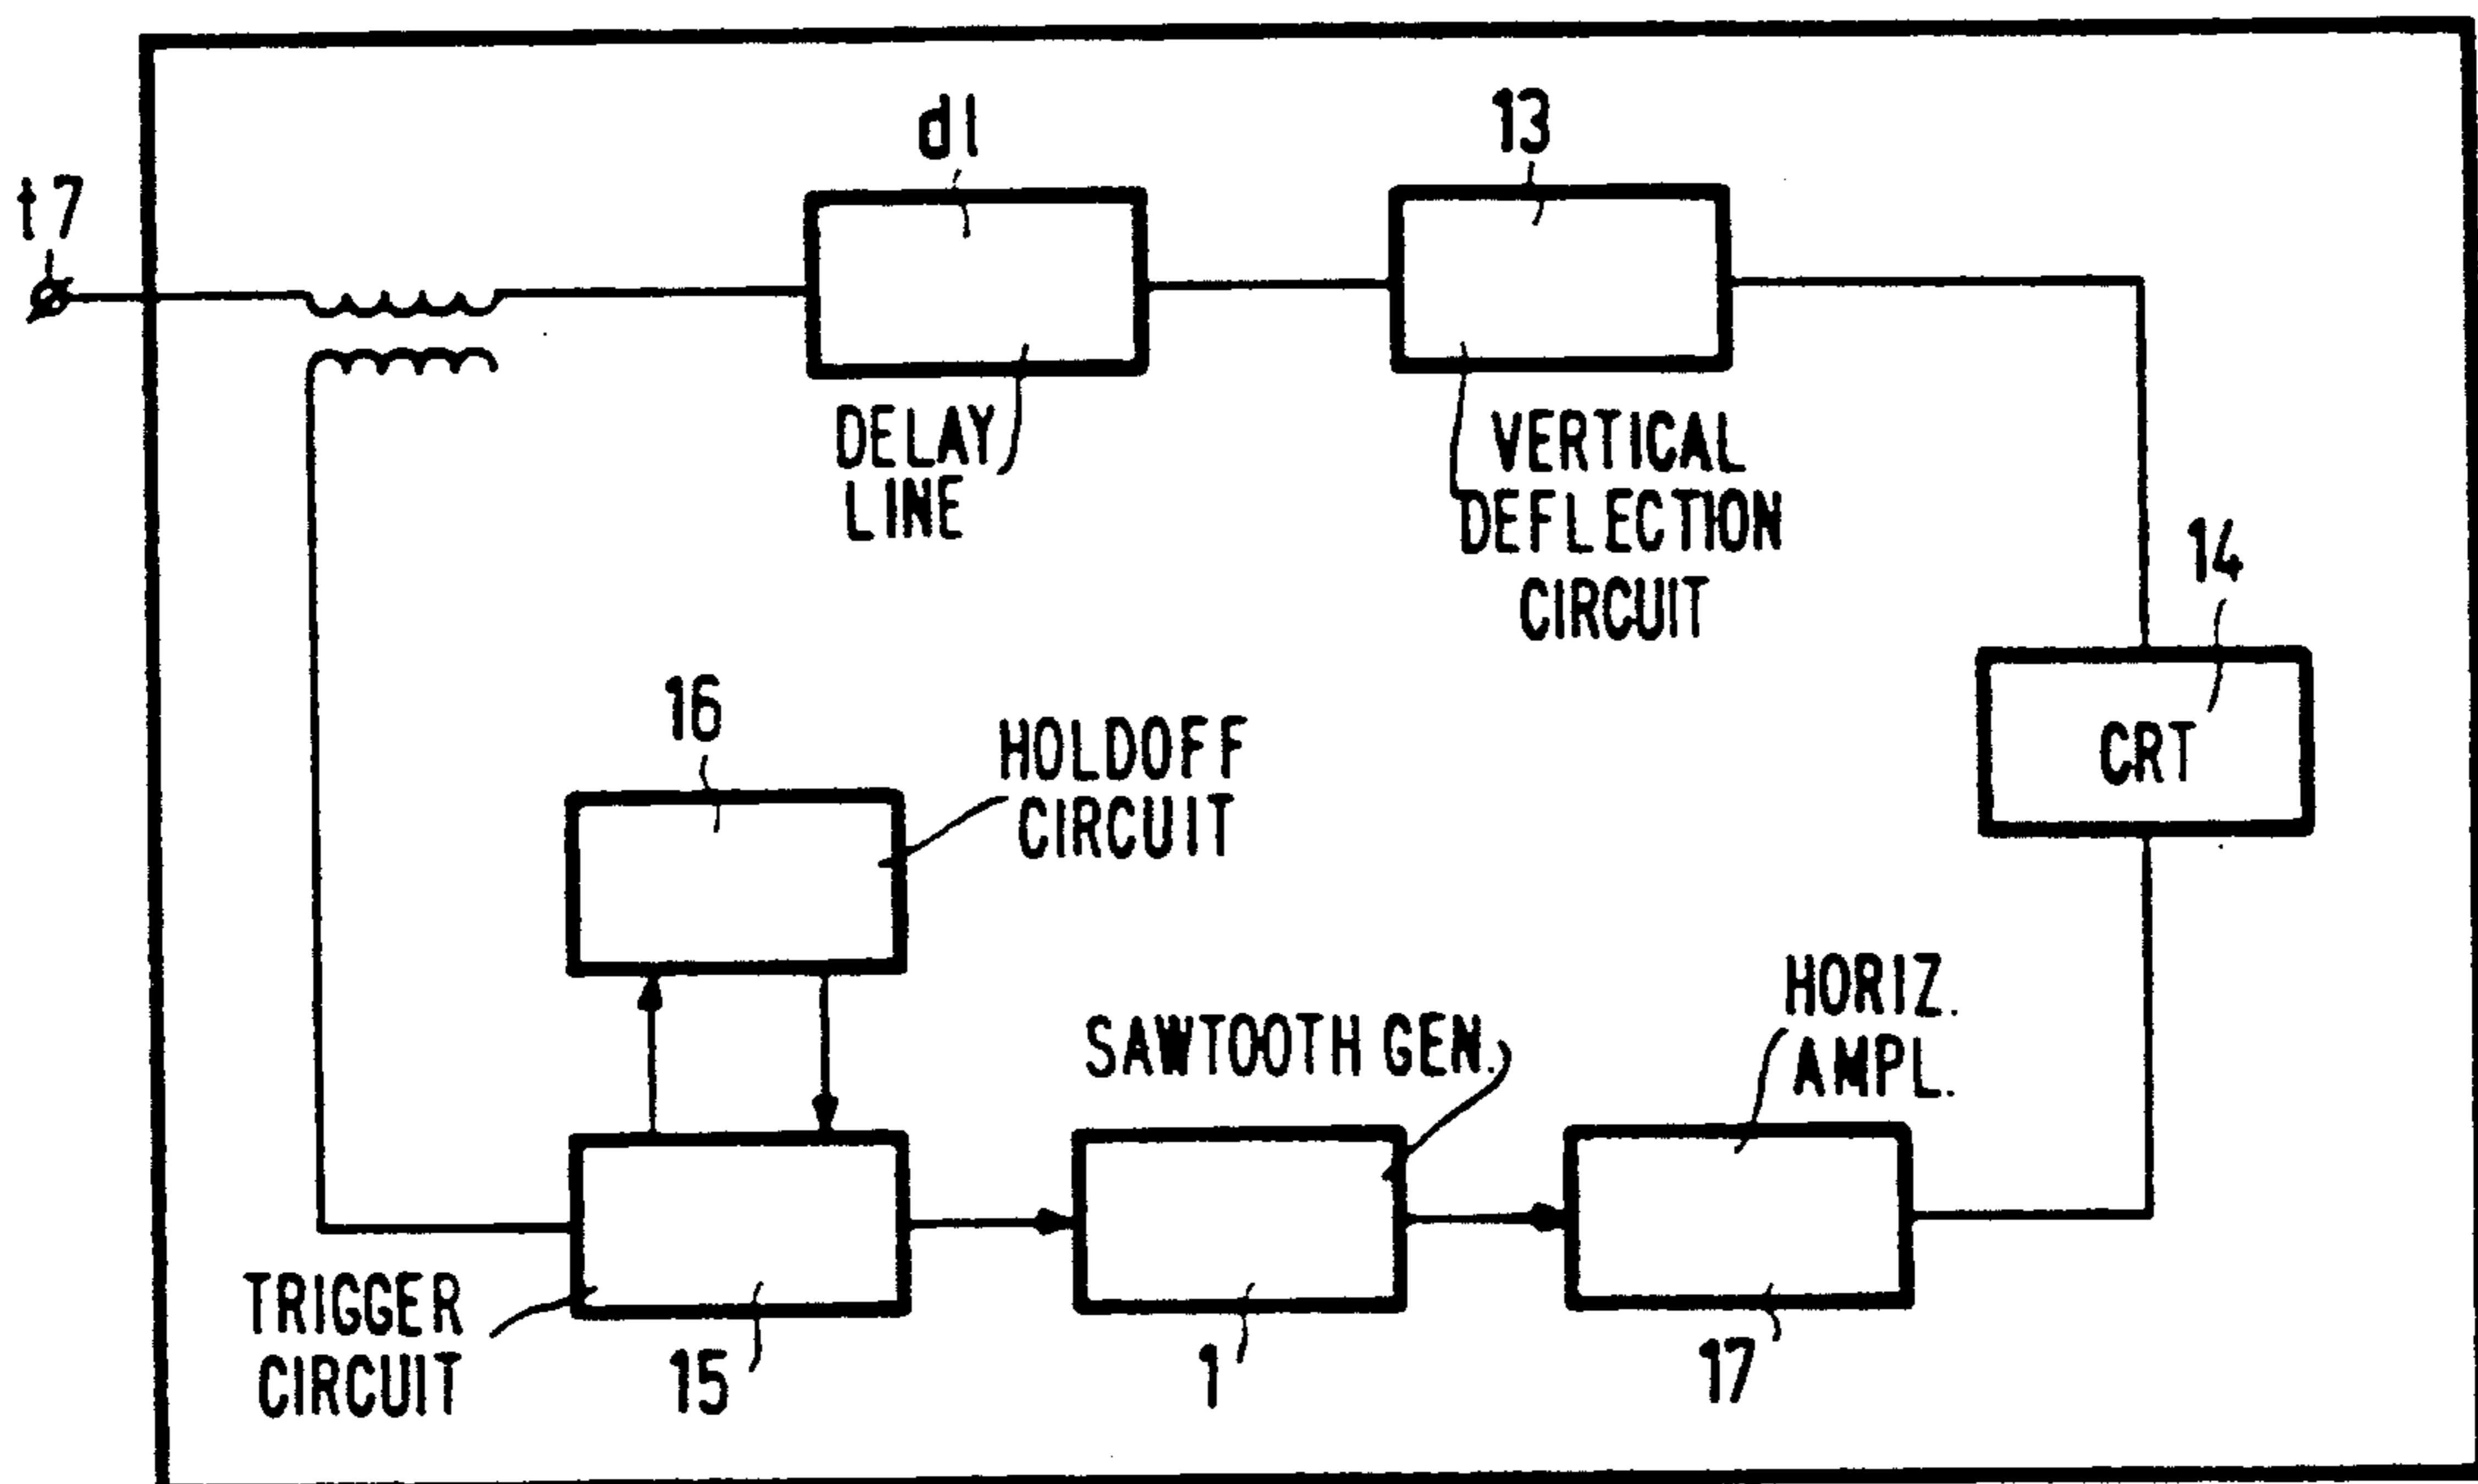 t7
dl
13
DELAY
LINE
VERTICAL
DEFLECTION
CIRCUIT
14
CRT
16
HOLDOFF
CIRCUIT
SAWTOOTH GEN.
HORIZ.
AMPL.
TRIGGER
CIRCUIT
15
1
17